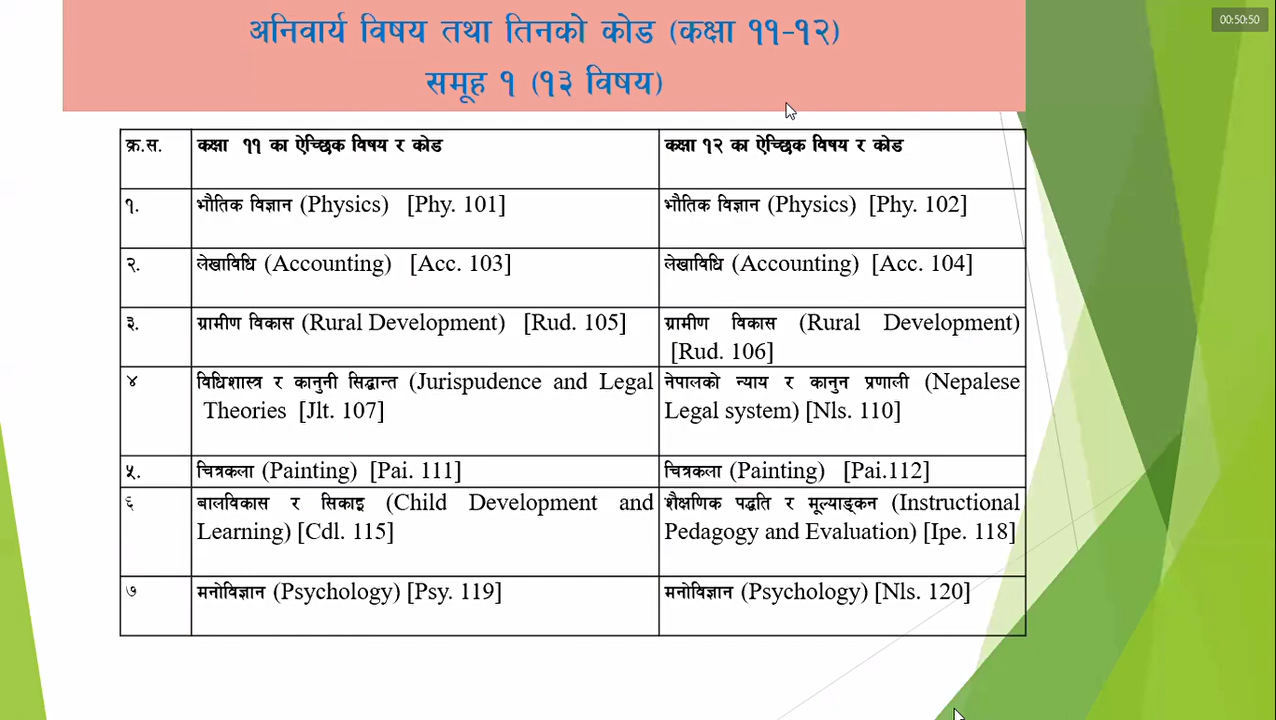 00:50:50
अनिवार्य विषय तथा तिनको कोड (कक्षा ११-१२)
समूह १ (१३ विषय)
क्र.स.
कक्षा ११ का ऐच्छिक विषय र कोड
कक्षा १२ का ऐच्छिक विषय र कोड
१.
भौतिक विज्ञान (Physics) [Phy. 101]
भौतिक विज्ञान (Physics) [Phy. 102]
२.
लेखाविधि (Accounting) [Acc. 103]
लेखाविधि (Accounting) [Acc. 104]
३.
ग्रामीण विकास (Rural Development) [Rud. 105]
ग्रामीण विकास (Rural Development)
[Rud. 106]
४
विधिशास्त्र र कानुनी सिद्धान्त (Jurispudence and Legal
Theories [Jlt. 107]
नेपालको न्याय र कानुन प्रणाली (Nepalese
Legal system) [Nls. 110]
५.
चित्रकला (Painting) [Pai. 111]
चित्रकला (Painting) [Pai.112]
६
बालविकास र सिकाइ (Child Development and
Learning) [Cdl. 115]
शैक्षणिक पद्धति र मूल्याङ्कन (Instructional
Pedagogy and Evaluation) [Ipe. 118]
७
मनोविज्ञान (Psychology) [Psy. 119]
मनोविज्ञान (Psychology) [Nls. 120]